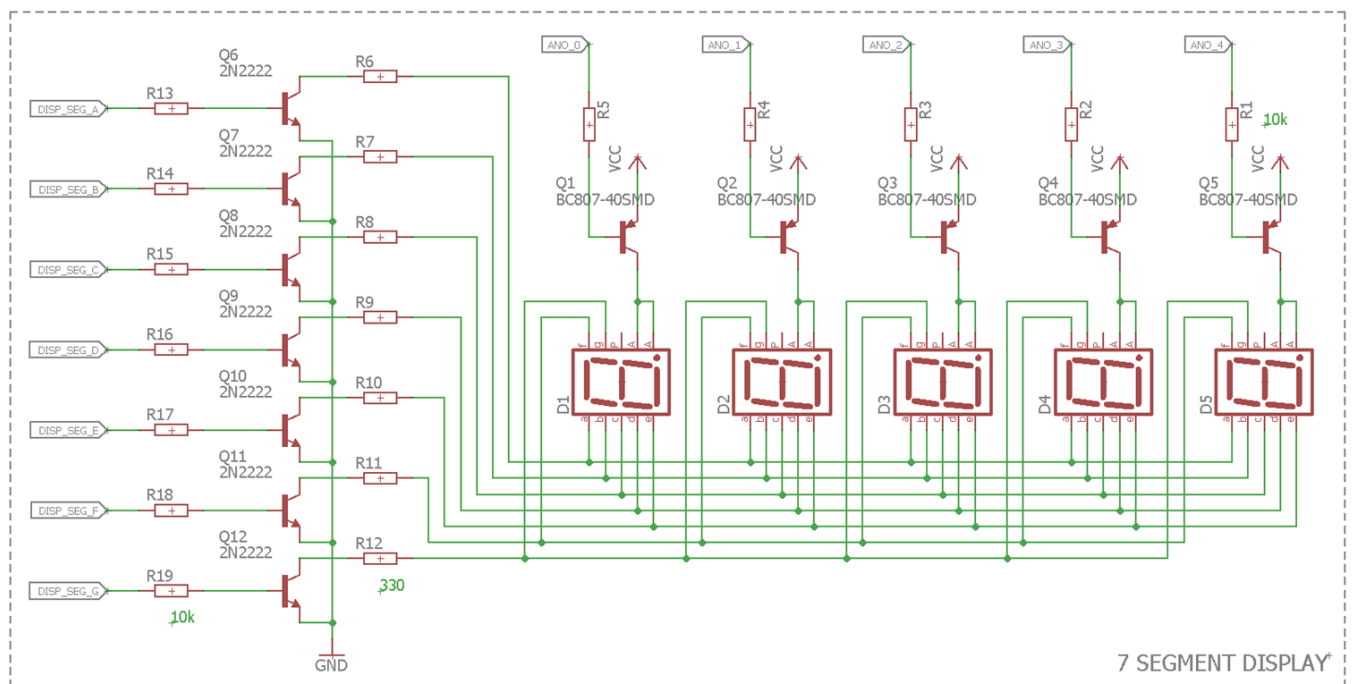 ANO_0
ANO_1
ANO_2
ANO_3
ANO_4
Q6
2N2222
R6
DISP_SEG_A
R13
R5
R4
R3
R2
R1
10k
Q7
2N2222
R7
VCC
VCC
VCC
VCC
VCC
DISP_SEG_B
R14
Q1
BC807-40SMD
Q2
BC807-40SMD
Q3
BC807-40SMD
Q4
BC807-40SMD
Q5
BC807-40SMD
Q8
2N2222
R8
DISP_SEG_C
R15
Q9
2N2222
R9
DISP_SEG_D
R16
f g P A A
f g P A A
f g P A A
f g P A A
f g P A A
D1
D2
D3
D4
D5
a b c d e
a b c d e
a b c d e
a b c d e
a b c d e
Q10
2N2222
R10
DISP_SEG_E
R17
Q11
2N2222
R11
DISP_SEG_F
R18
Q12
2N2222
R12
330
DISP_SEG_G
R19
10k
GND
7 SEGMENT DISPLAY